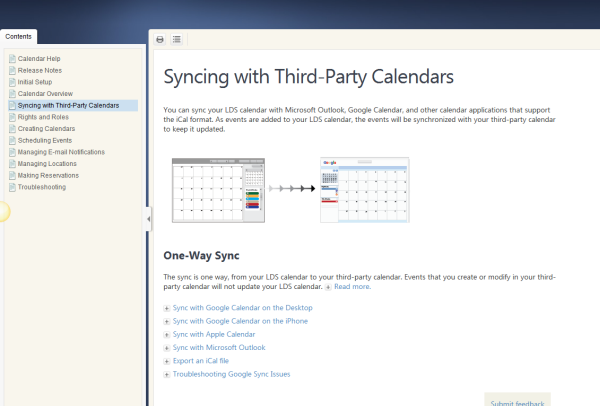 Contents
Calendar Help
Release Notes
Initial Setup
Calendar Overview
Syncing with Third-Party Calendars
Rights and Roles
Creating Calendars
Scheduling Events
Managing E-mail Notifications
Managing Locations
Making Reservations
Troubleshooting
Syncing with Third-Party Calendars
You can sync your LDS calendar with Microsoft Outlook, Google Calendar, and other calendar applications that support
the iCal format. As events are added to your LDS calendar, the events will be synchronized with your third-party calendar
to keep it updated.
One-Way Sync
The sync is one way, from your LDS calendar to your third-party calendar. Events that you create or modify in your third-
party calendar will not update your LDS calendar. Read more.
Sync with Google Calendar on the Desktop
Sync with Google Calendar on the iPhone
Sync with Apple Calendar
Sync with Microsoft Outlook
Export an iCal file
Troubleshooting Google Sync Issues
Submit feedback